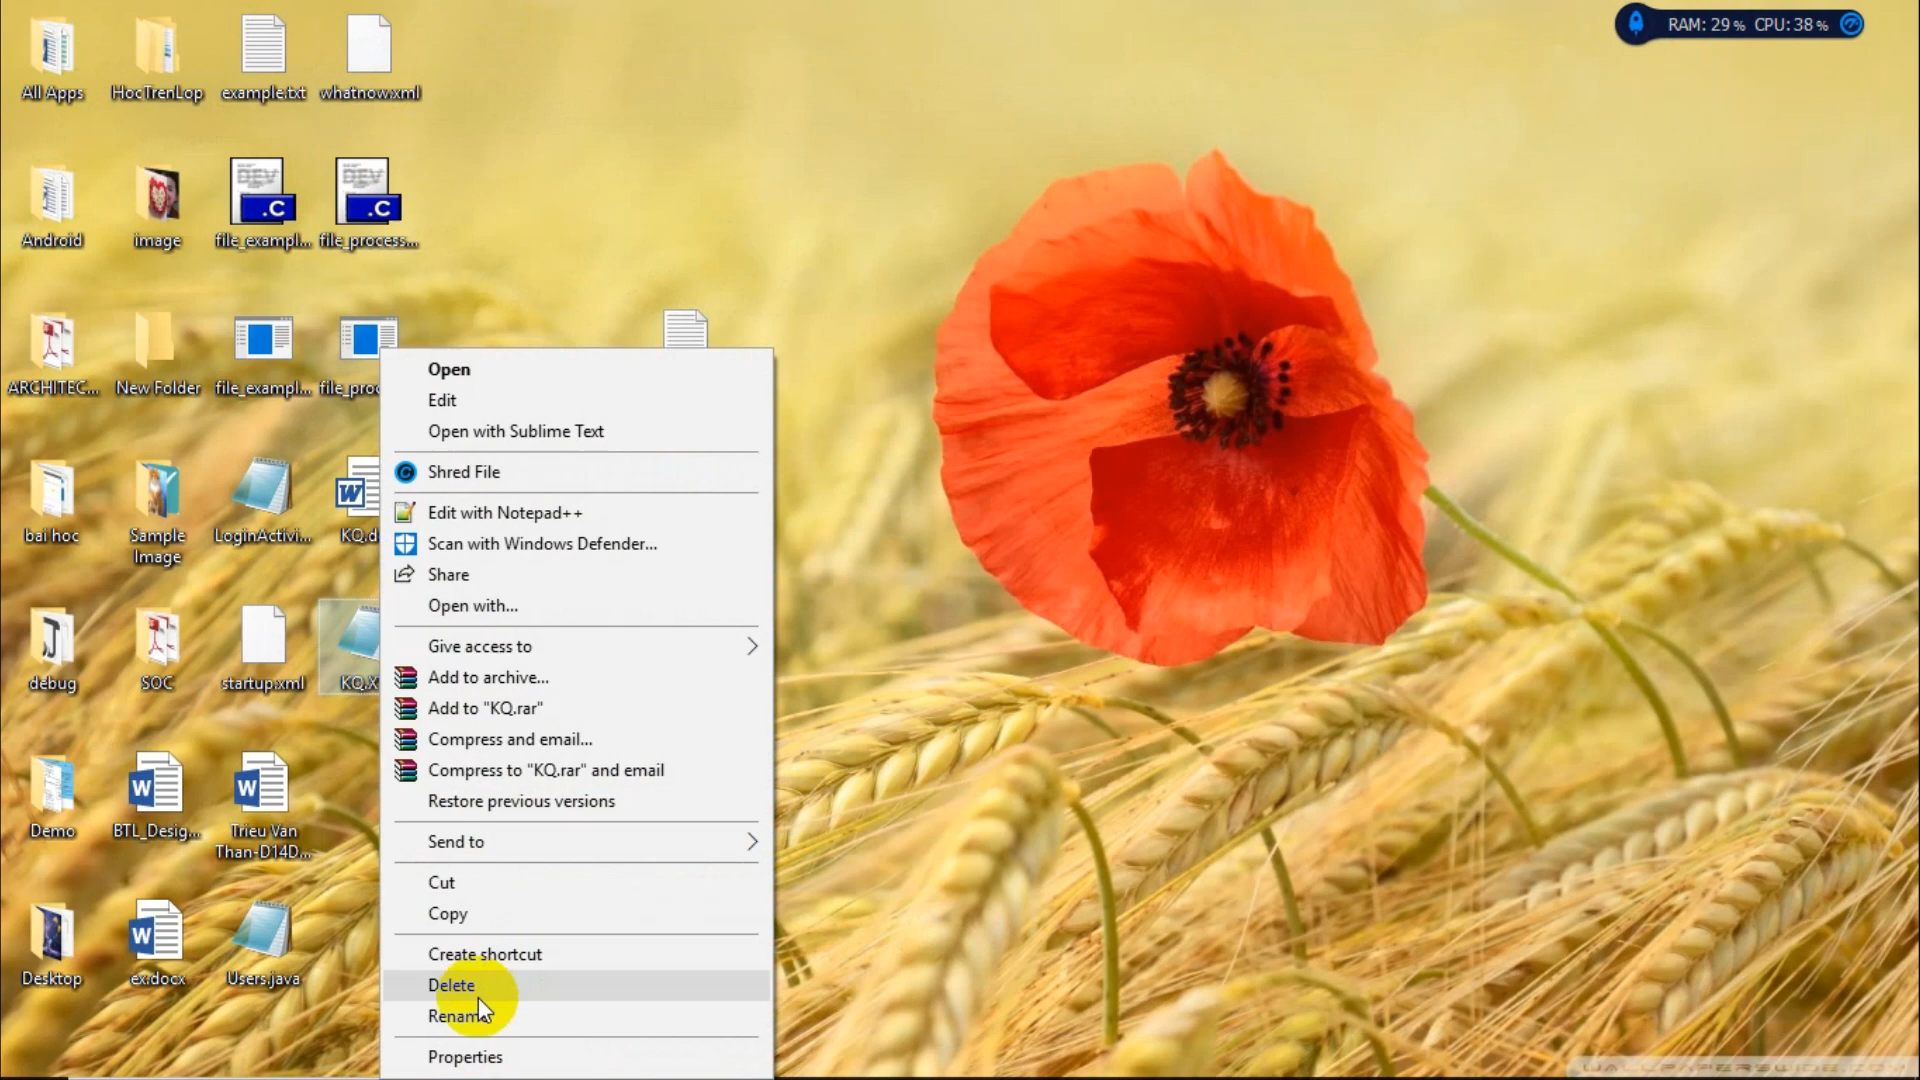 RAM: 29 % CPU: 38 %
All Apps
HocTrenLop
example.txt
whatnow.xml
DEV
.C
DEV
.C
Android
image
file_exampl...
file_process...
ARCHITEC...
New Folder
file_exampl...
bai hoc
Sample
Image
LoginActivi...
W
debug
SOC
startup.xml
Demo
W
BTL_Desig...
W
Trieu Van
Than-D14D...
Desktop
W
ex.docx
Users.java
Open
Edit
Open with Sublime Text
Shred File
Edit with Notepad++
Scan with Windows Defender...
Share
Open with...
Give access to
Add to archive...
Add to "KQ.rar"
Compress and email...
Compress to "KQ.rar" and email
Restore previous versions
Send to
Cut
Copy
Create shortcut
Delete
Rename
Properties